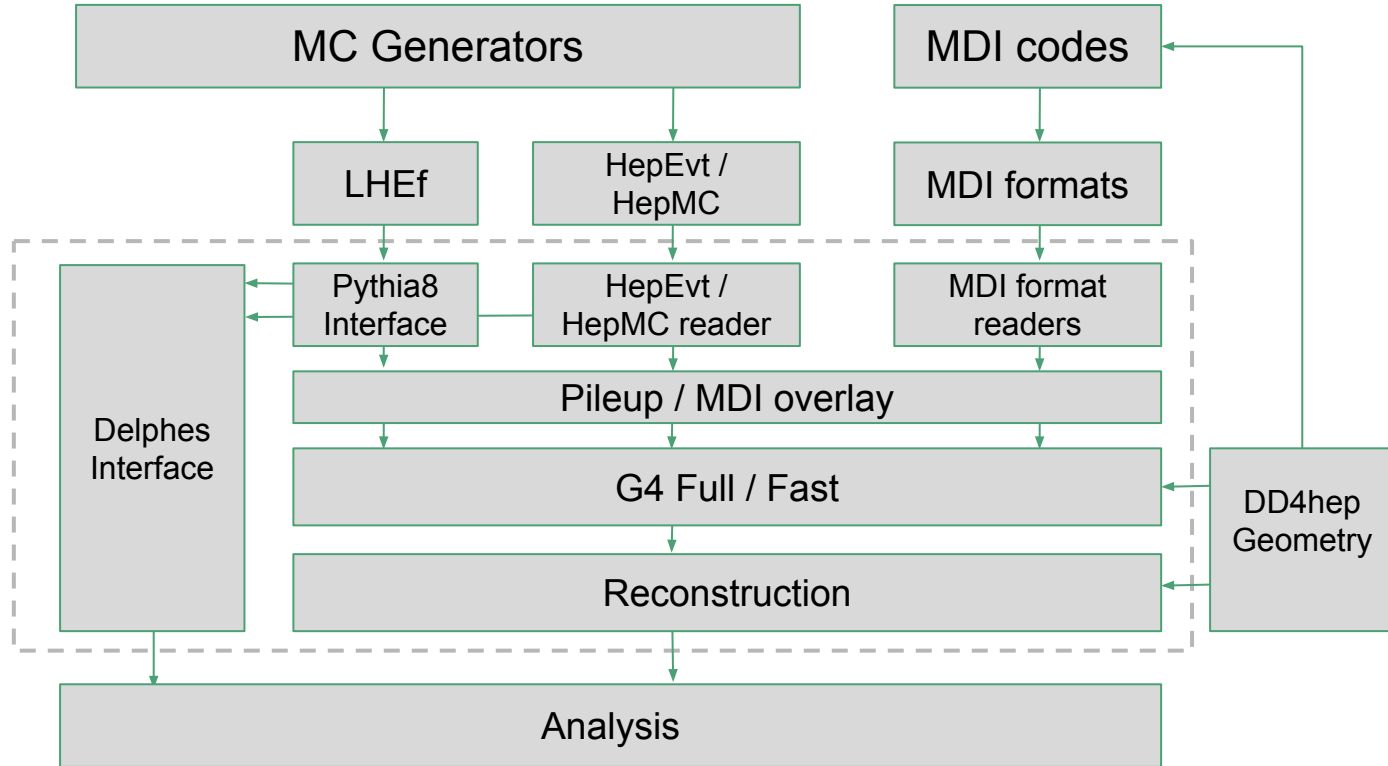 MC Generators
MDI codes
LHEf
HepEvt /
HepMC
MDI formats
Pythia8
Interface
HepEvt /
HepMC reader
MDI format
readers
Pileup / MDI overlay
Delphes
Interface
G4 Full / Fast
DD4hep
Geometry
Reconstruction
Analysis